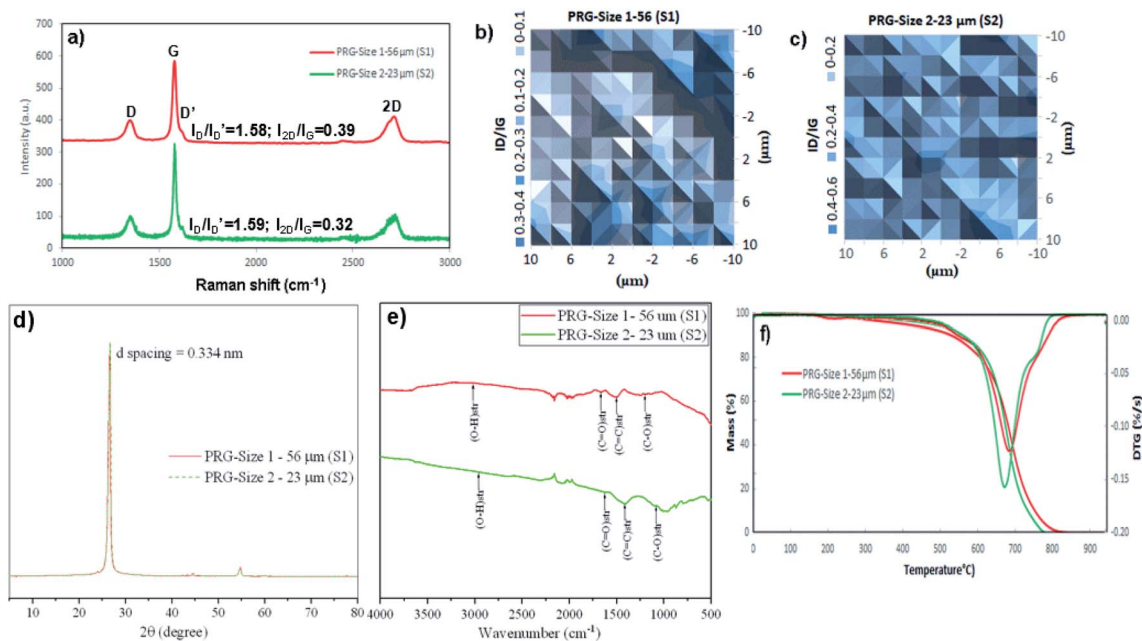 a)
Intensity (a.u.)
700
600
500
400
300
200
100
0
G
D
D'
2D
PRG-Size 1-56 µm (S1)
PRG-Size 2-23 µm (S2)
I_D/I_D'=1.58; I_2D/I_G=0.39
I_D/I_D'=1.59; I_2D/I_G=0.32
1000 1500 2000 2500 3000
Raman shift (cm⁻¹)
b)
PRG-Size 1-56 (S1)
ID/IG
0-0.1
0.1-0.2
0.2-0.3
0.3-0.4
-10
-6
-2
2
6
10
(µm)
10 6 2 -2 -6 -10
(µm)
c)
PRG-Size 2-23 µm (S2)
ID/IG
0-0.2
0.2-0.4
0.4-0.6
-10
-6
-2
2
6
10
(µm)
10 6 2 -2 -6 -10
(µm)
d)
d spacing = 0.334 nm
PRG-Size 1 - 56 µm (S1)
PRG-Size 2 - 23 µm (S2)
10 20 30 40 50 60 70 80
2θ (degree)
e)
PRG-Size 1- 56 um (S1)
PRG-Size 2- 23 um (S2)
(O-H)str
(C=O)str
(C=C)str
(C-O)str
(O-H)str
(C=O)str
(C=C)str
(C-O)str
4000 3500 3000 2500 2000 1500 1000 500
Wavenumber (cm⁻¹)
f)
Mass (%)
100
80
60
40
20
0
PRG-Size 1-56µm (S1)
PRG-Size 2-23µm (S2)
0.00
-0.05
-0.10
-0.15
-0.20
DTG (%/s)
0 100 200 300 400 500 600 700 800 900
Temperature°C)